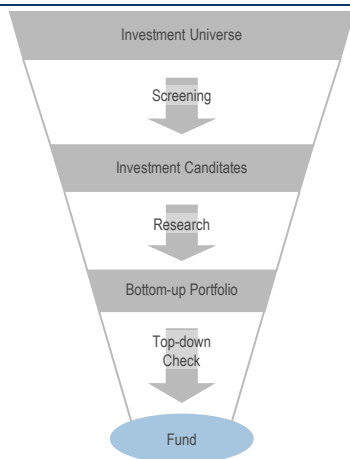 Investment Universe
Screening
Investment Canditates
Research
Bottom-up Portfolio
Top-down
Check
Fund